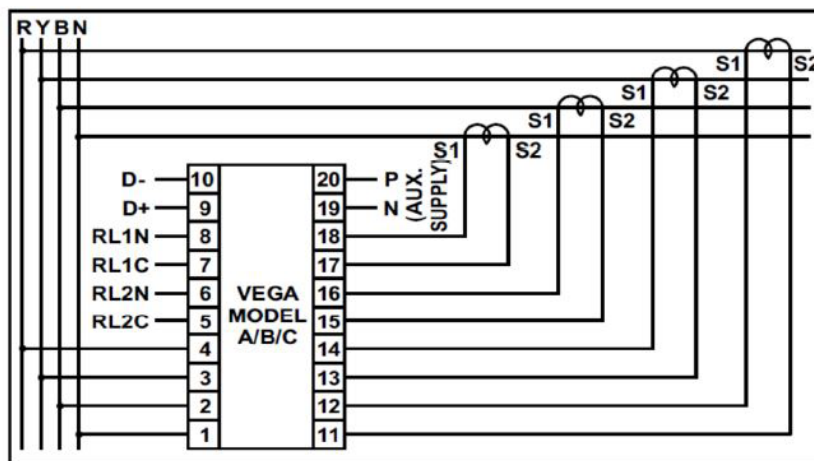 R Y B N
S1 S2
S1 S2
S1 S2
S1 S2
D- 10 20 P
D+ 9 19 N
(AUX. SUPPLY)
RL1N 8 18
RL1C 7 17
RL2N 6 16
RL2C 5 15
4 14
3 13
2 12
1 11
VEGA
MODEL
A/B/C